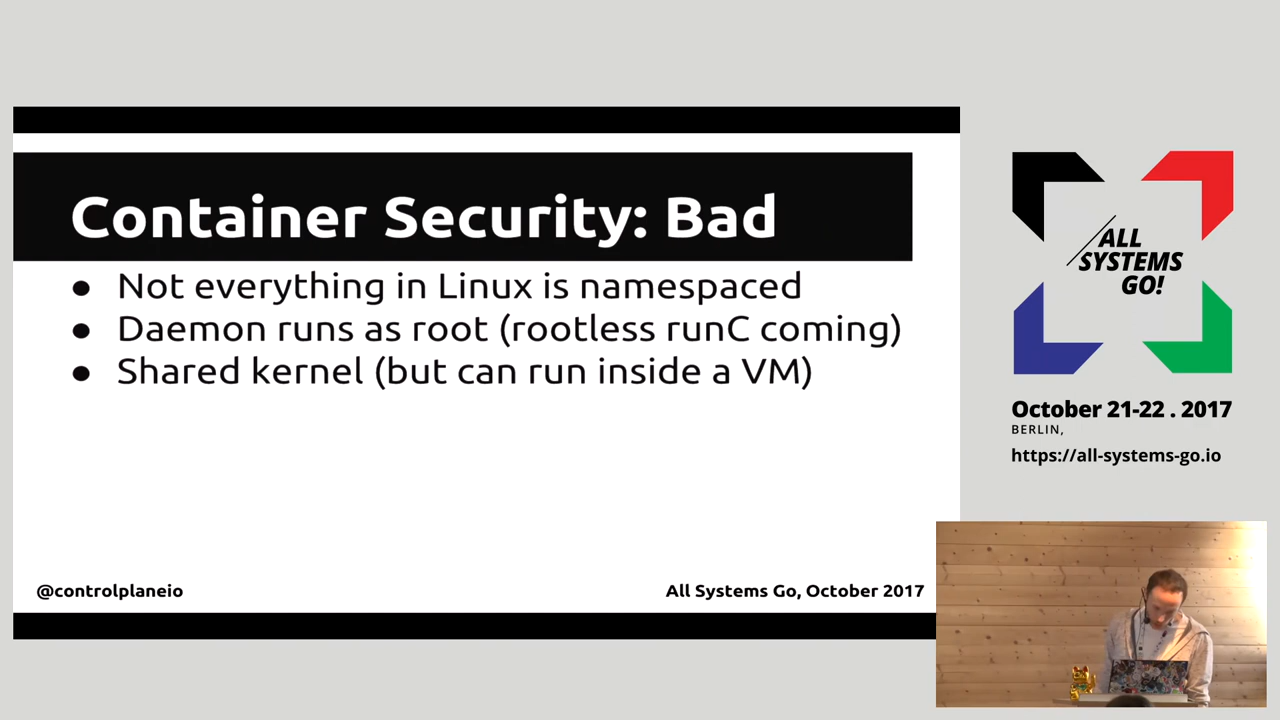 Container Security: Bad
● Not everything in Linux is namespaced
● Daemon runs as root (rootless runC coming)
● Shared kernel (but can run inside a VM)
@controlplaneio
All Systems Go, October 2017
ALL
SYSTEMS
GO!
October 21-22 . 2017
BERLIN,
https://all-systems-go.io